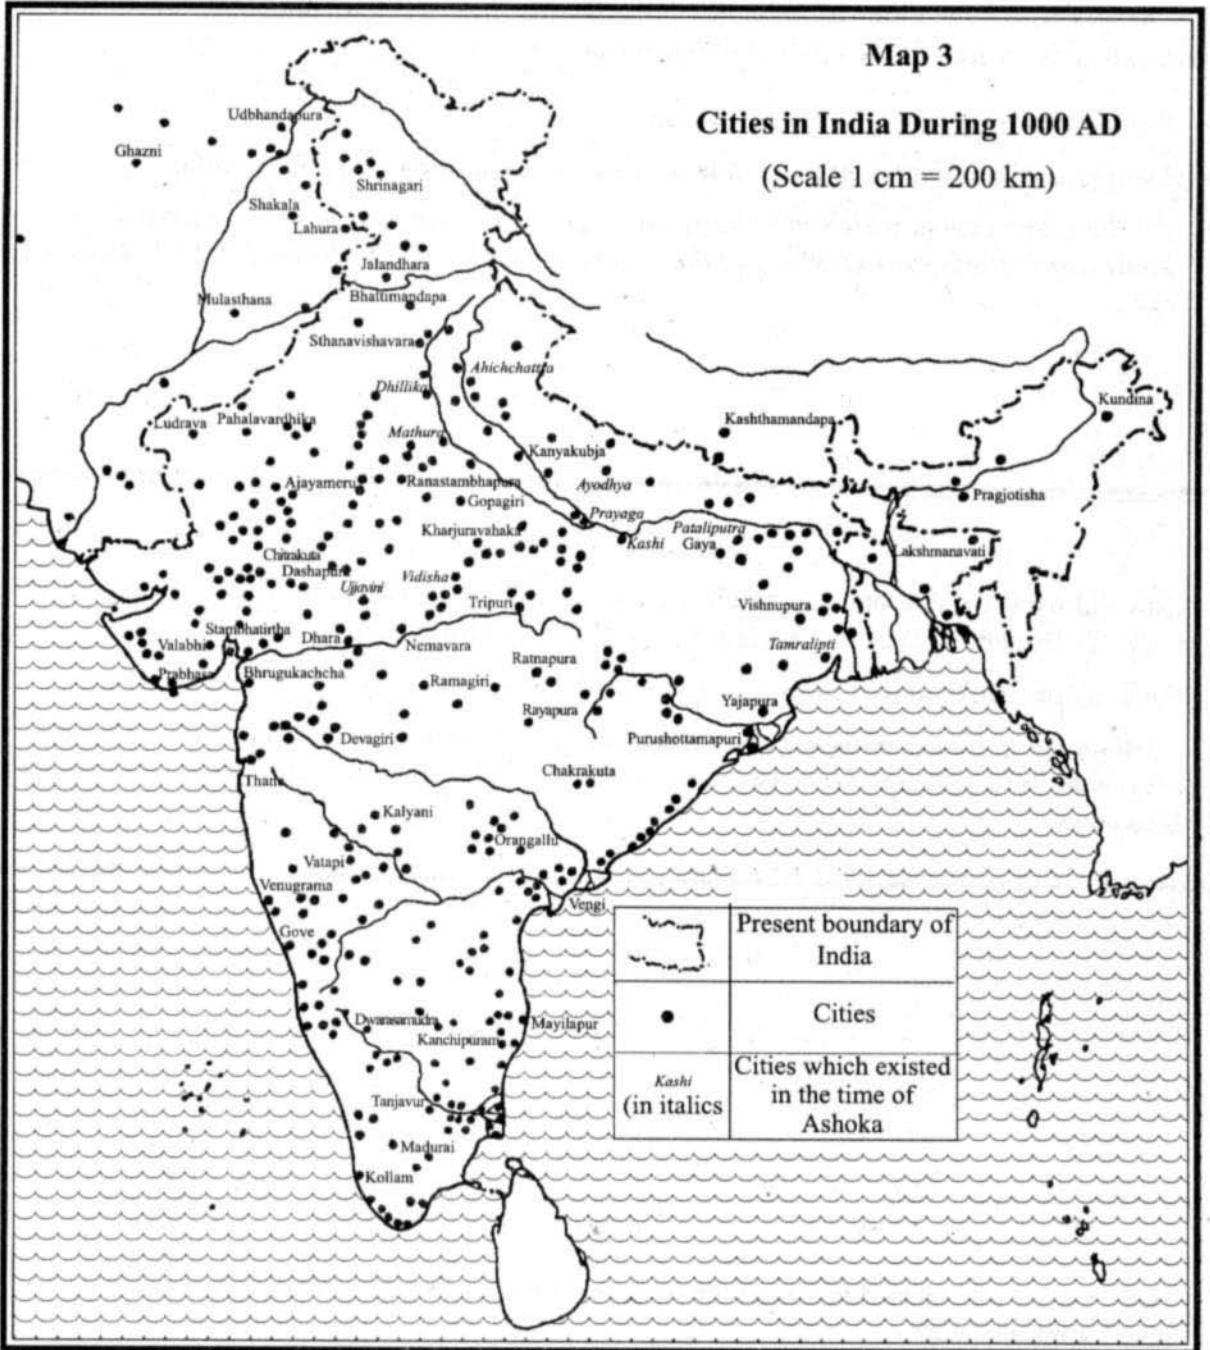 Map 3
Cities in India During 1000 AD
(Scale 1 cm = 200 km)
Udbhandapura
Ghazni
Shrinagari
Shakala
Lahura
Jalandhara
Mulasthana
Bhattimandapa
Sthanavishavara
Ahichchattra
Dhillika
Kundina
Ludrava
Pahalavardhika
Kashthamandapa
Mathura
Kanyakubja
Ajayameru
Ranastambhapura
Ayodhya
Gopagiri
Pragjotisha
Prayaga
Kharjuravahaka
Pataliputra
Kashi
Gaya
Lakshmanavati
Chitrakuta
Dashapura
Ujjavini
Vidisha
Tripuri
Vishnupura
Stambhatirtha
Dhara
Valabhi
Nemavara
Tamralipti
Ratnapura
Prabhasa
Bhrugukachcha
Ramagiri
Rayapura
Yajapura
Devagiri
Purushottamapuri
Chakrakuta
Thana
Kalyani
Orangallu
Vatapi
Venugrama
Vengi
Gove
Present boundary of
India
Cities
Dwarasamudra
Mayilapur
Kanchipuram
Kashi
(in italics
Cities which existed
in the time of
Ashoka
Tanjavur
Madurai
Kollam